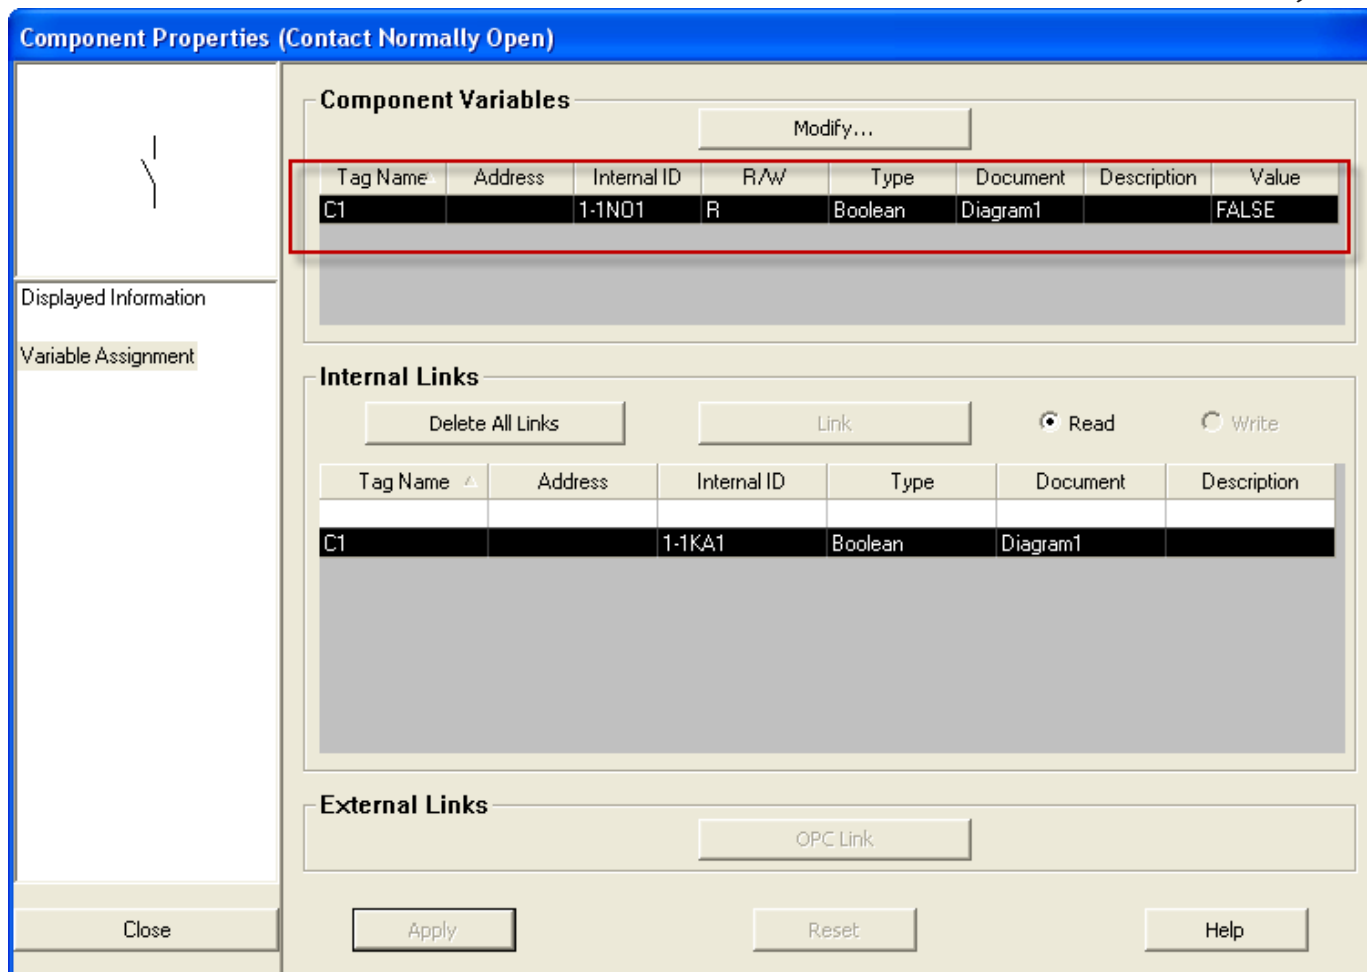 Component Properties (Contact Normally Open)
Component Variables
Modify...
Tag Name Address Internal ID R/W Type Document Description Value
C1 1-1NO1 R Boolean Diagram1 FALSE
Displayed Information
Variable Assignment
Internal Links
Delete All Links Link Read Write
Tag Name Address Internal ID Type Document Description
C1 1-1KA1 Boolean Diagram1
External Links
OPC Link
Close Apply Reset Help